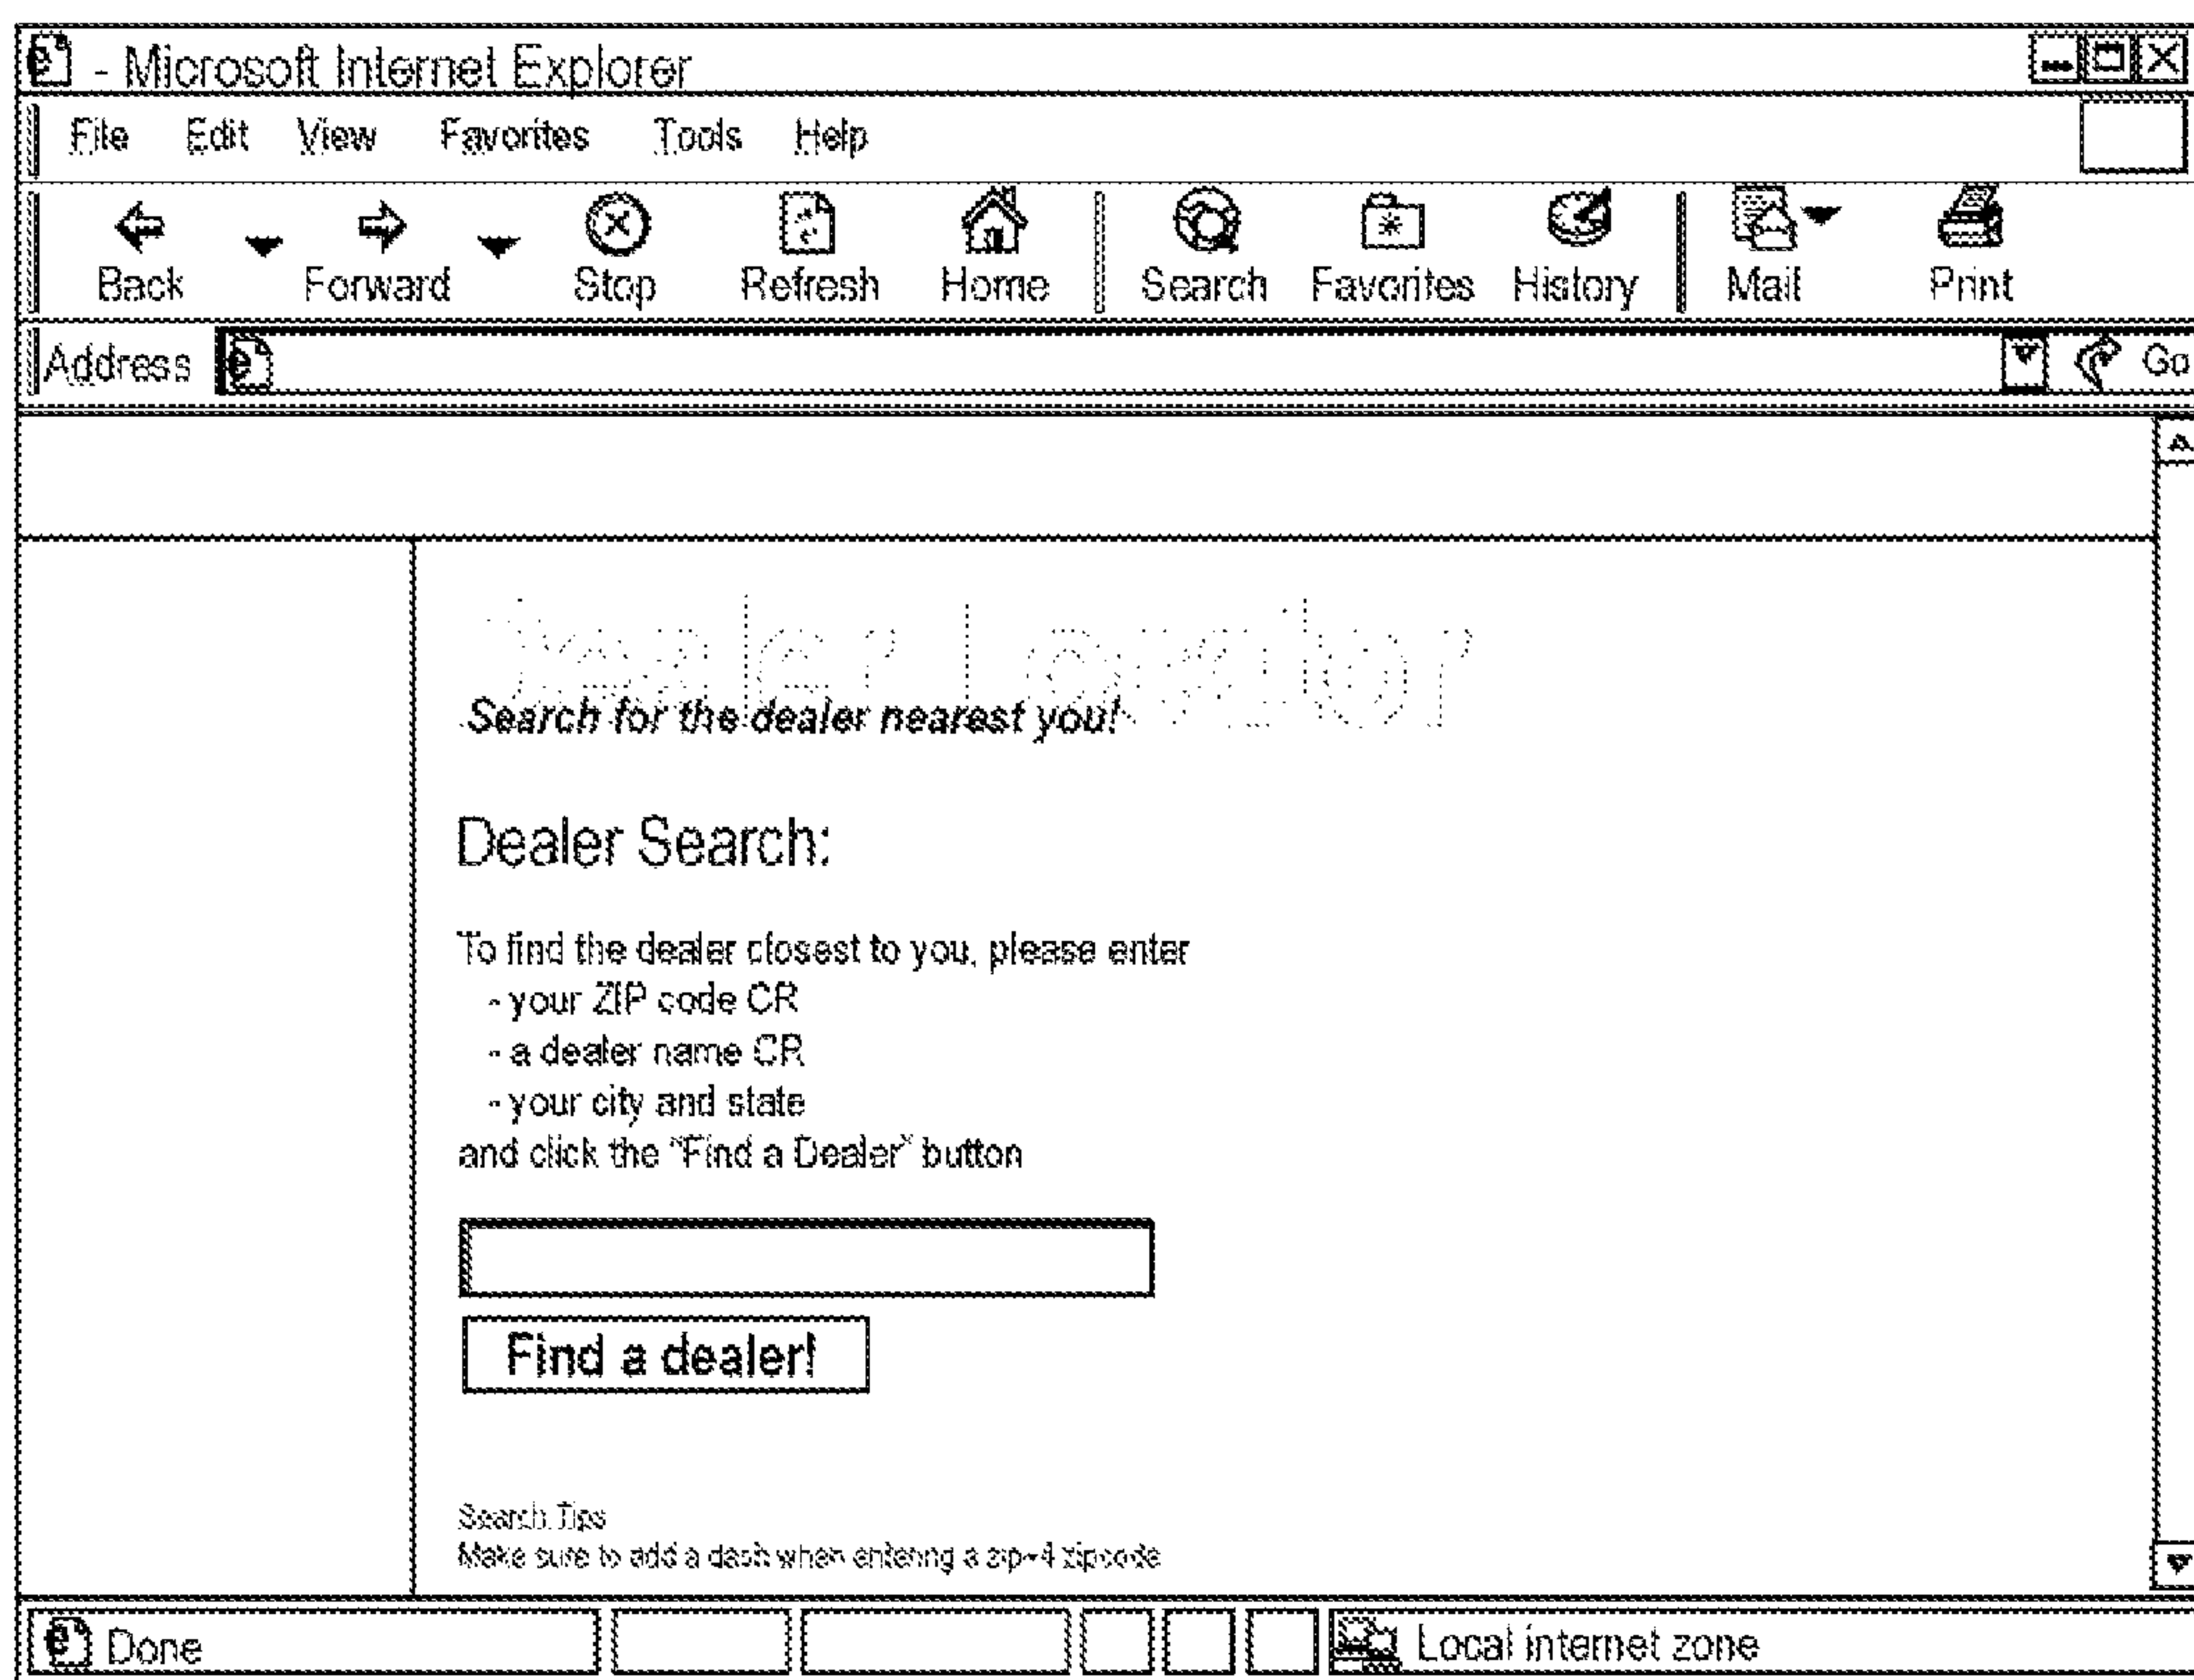 - Microsoft Internet Explorer
File Edit View Favorites Tools Help
Back Forward Stop Refresh Home Search Favorites History Mail Print
Address Go
Dealer Locator
Search for the dealer nearest you!
Dealer Search:
To find the dealer closest to you, please enter
- your ZIP code CR
- a dealer name CR
- your city and state
and click the "Find a Dealer" button
Find a dealer!
Search Tips
Make sure to add a dash when entering a zip+4 zipcode
Done Local internet zone